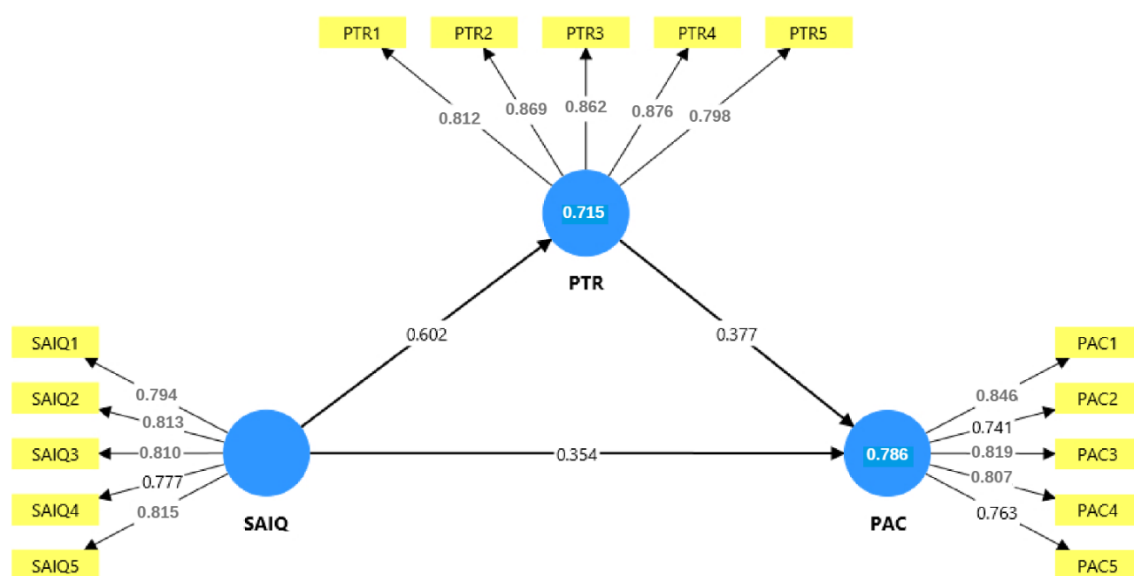 PTR1 PTR2 PTR3 PTR4 PTR5
0.812 0.869 0.862 0.876 0.798
0.715
PTR
0.602 0.377
SAIQ1
SAIQ2
SAIQ3
SAIQ4
SAIQ5
0.794
0.813
0.810
0.777
0.815
SAIQ
0.354
0.786
PAC
0.846
0.741
0.819
0.807
0.763
PAC1
PAC2
PAC3
PAC4
PAC5